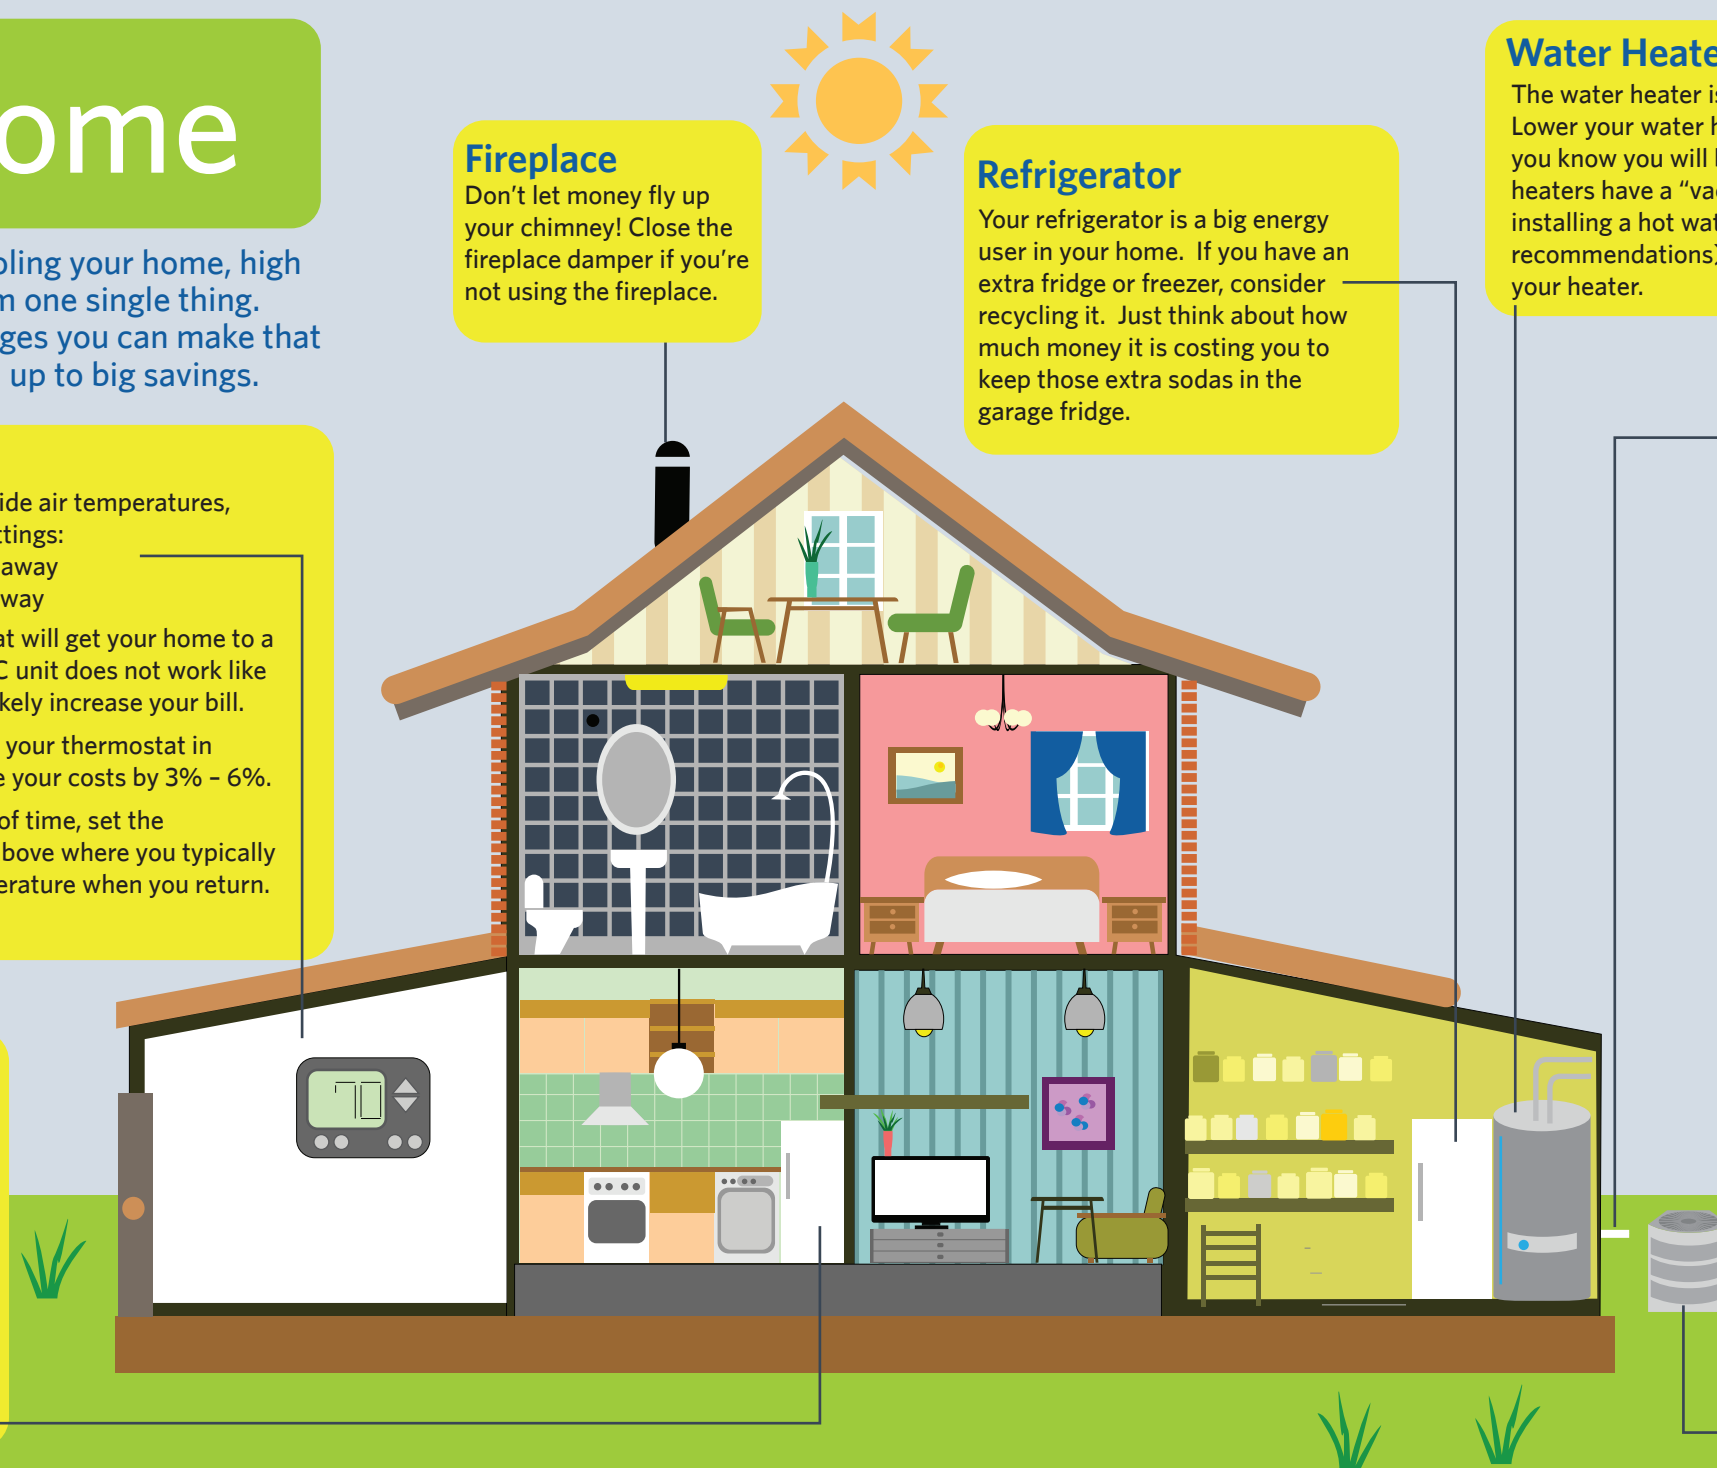 ome
oling your home, high
m one single thing.
ges you can make that
up to big savings.
ide air temperatures,
ttings:
away
way
at will get your home to a
C unit does not work like
kely increase your bill.
your thermostat in
e your costs by 3% – 6%.
of time, set the
bove where you typically
erature when you return.
Fireplace
Don't let money fly up
your chimney! Close the
fireplace damper if you're
not using the fireplace.
Refrigerator
Your refrigerator is a big energy
user in your home. If you have an
extra fridge or freezer, consider
recycling it. Just think about how
much money it is costing you to
keep those extra sodas in the
garage fridge.
Water Heate
The water heater is
Lower your water h
you know you will b
heaters have a “vac
installing a hot wat
recommendations)
your heater.
70